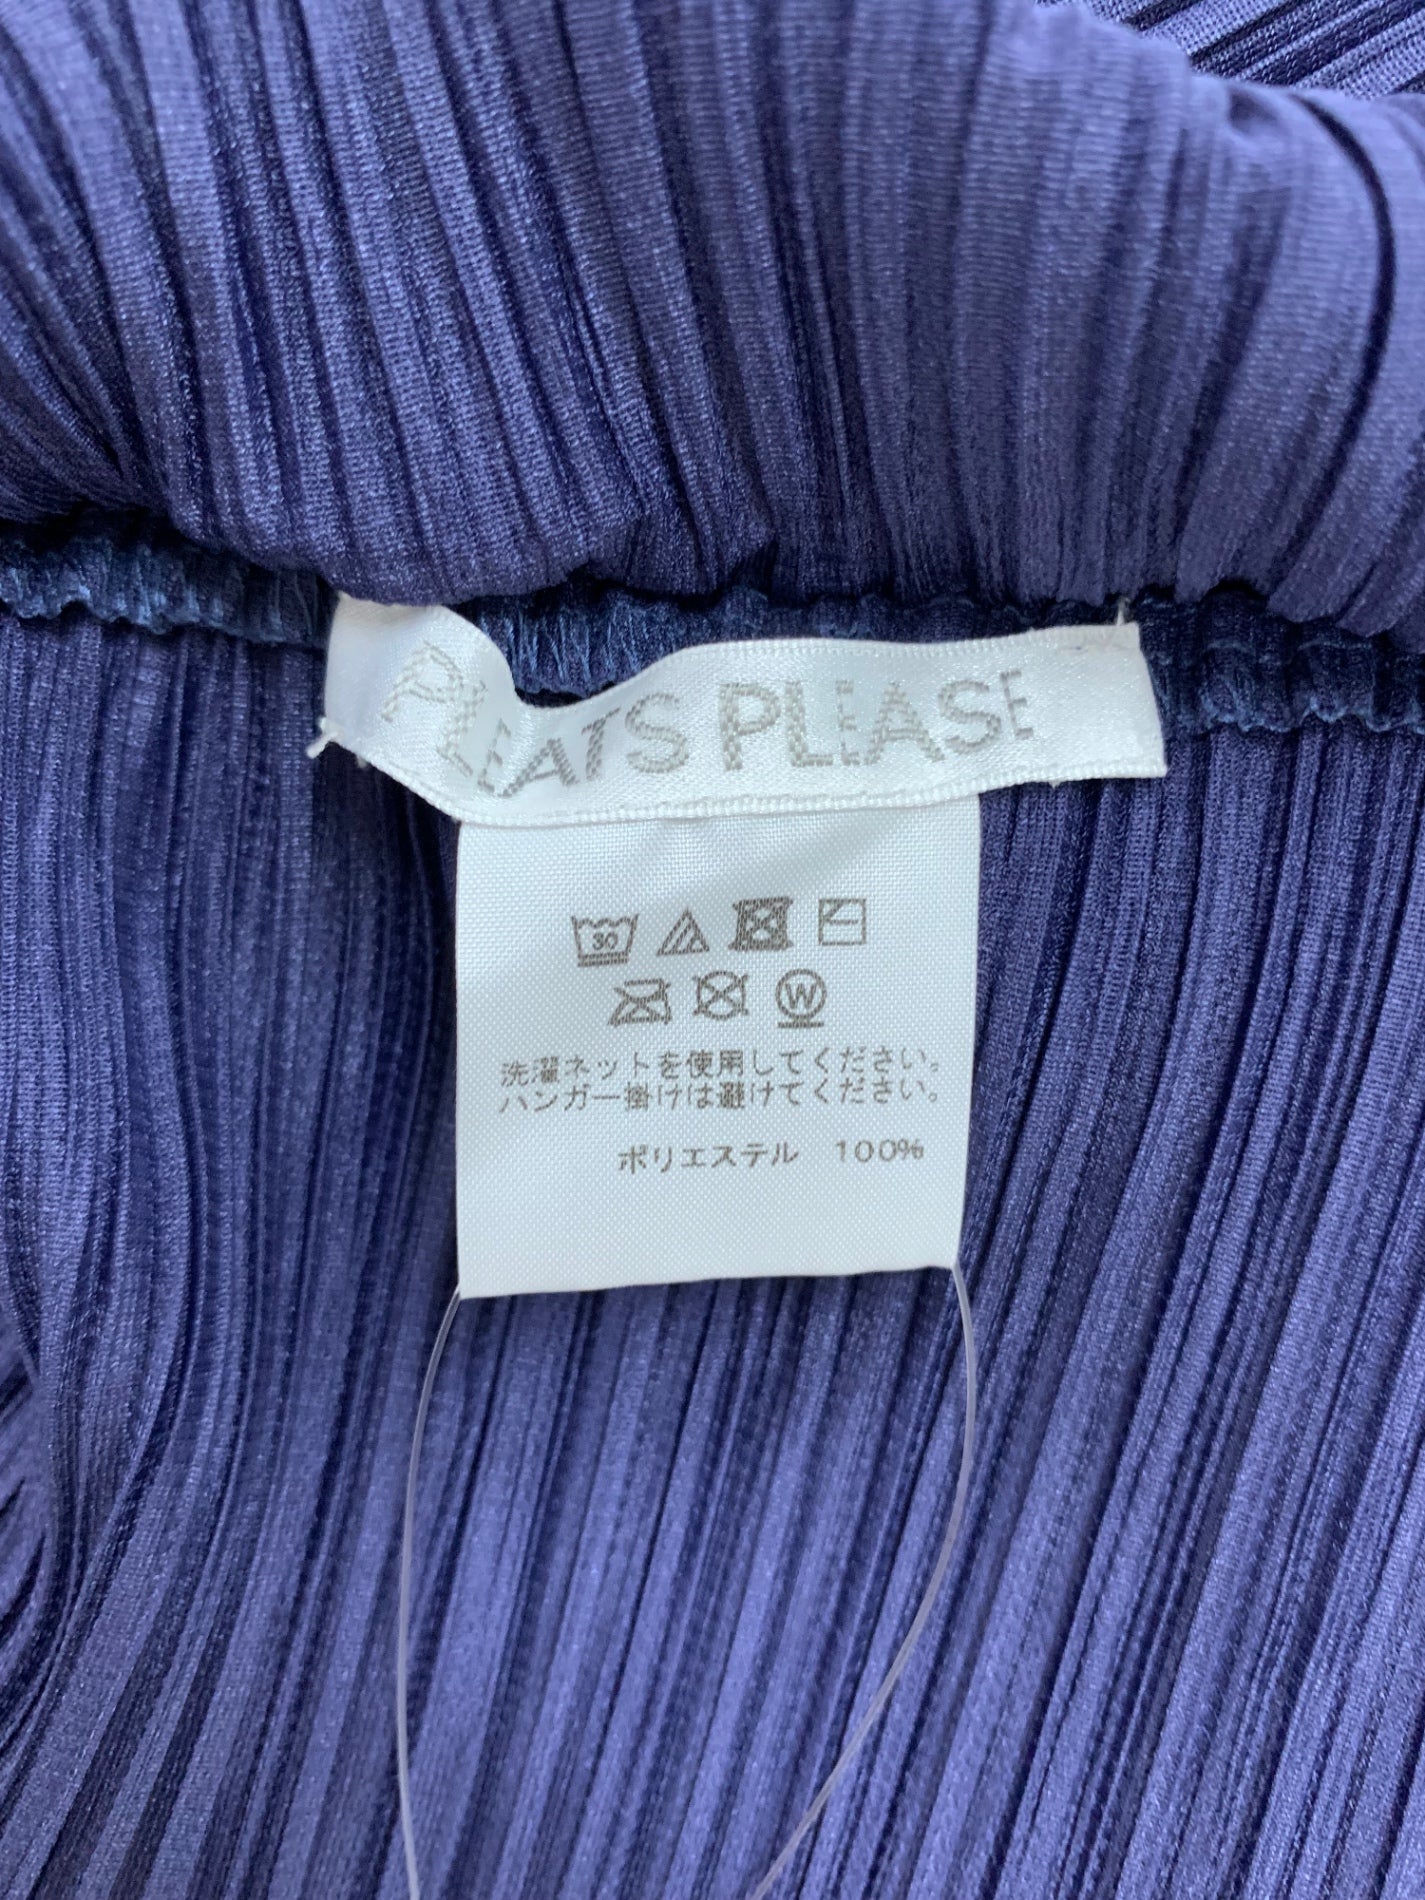 PLEATS PLEASE
30
W
洗濯ネットを使用してください。
ハンガー掛けは避けてください。
ポリエステル 100%